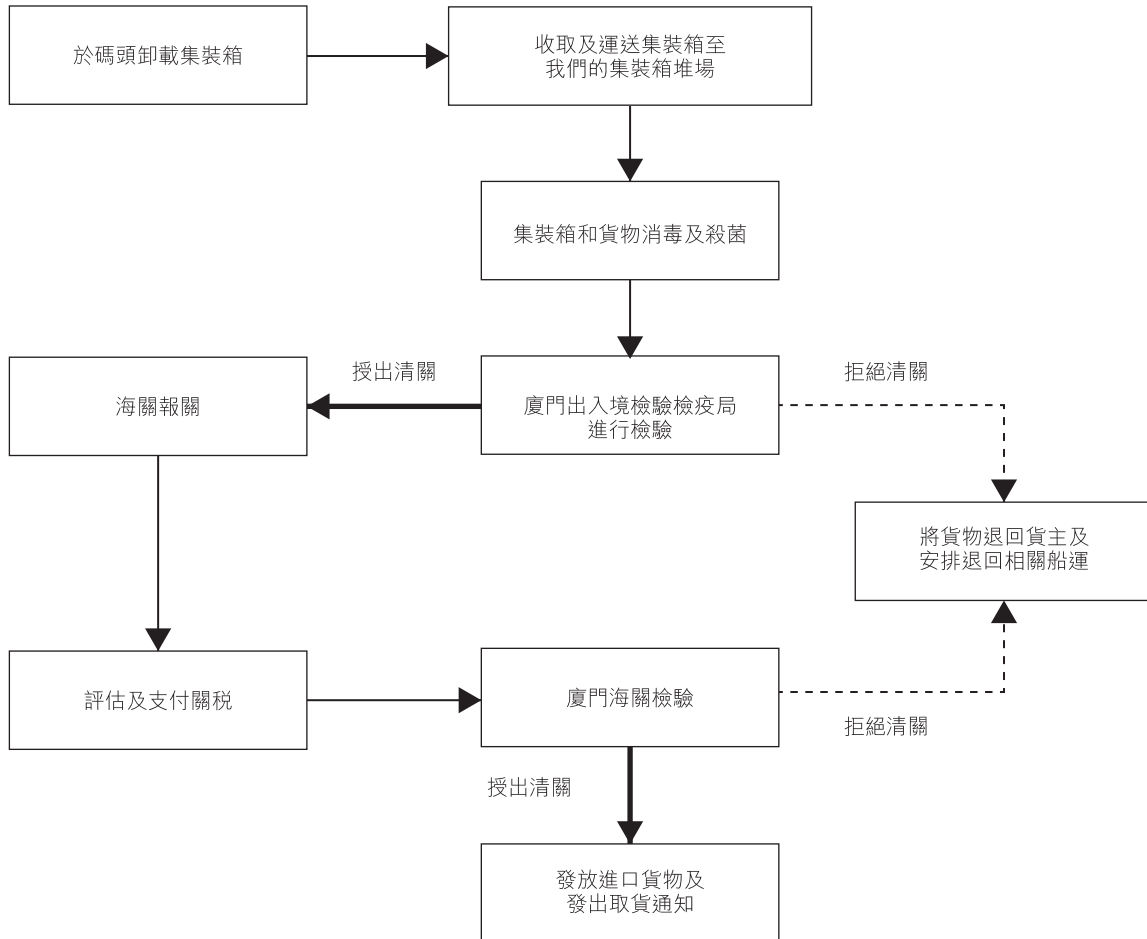 於碼頭卸載集裝箱
收取及運送集裝箱至
我們的集裝箱堆場
集裝箱和貨物消毒及殺菌
授出清關
拒絕清關
海關報關
廈門出入境檢驗檢疫局
進行檢驗
將貨物退回貨主及
安排退回相關船運
評估及支付關税
廈門海關檢驗
拒絕清關
授出清關
發放進口貨物及
發出取貨通知